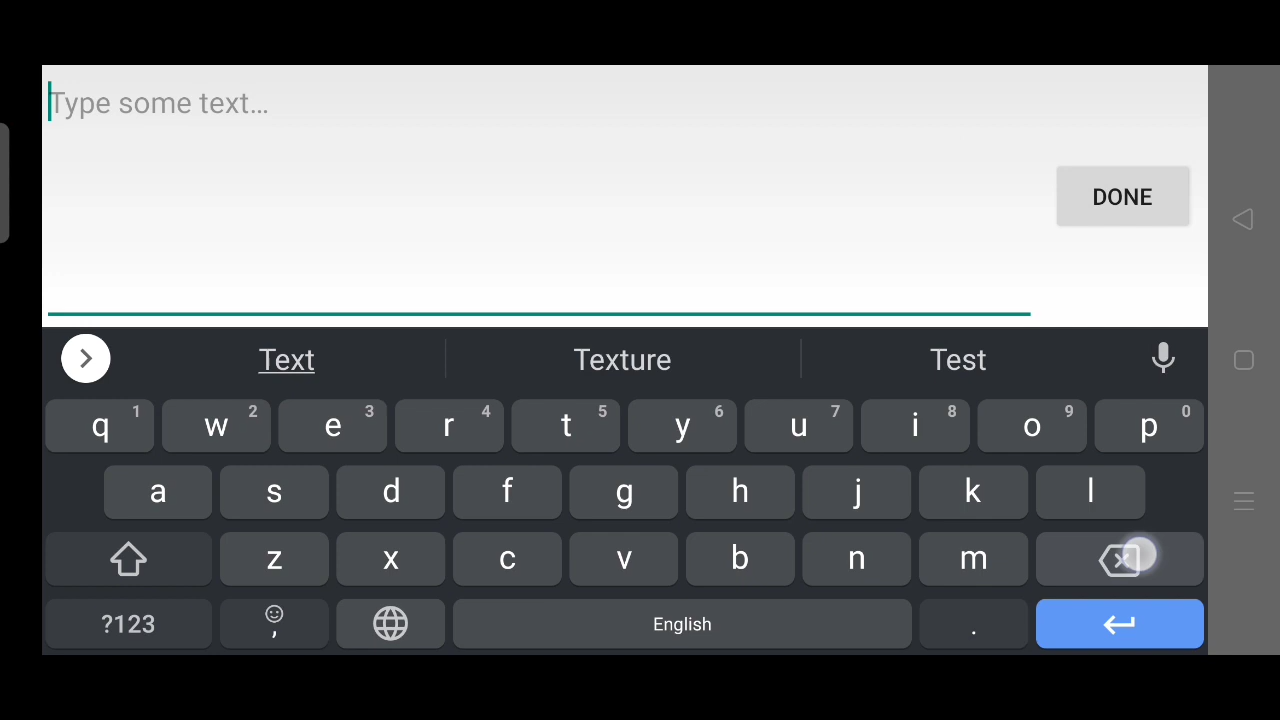 Type some text...
DONE
Text Texture Test
q 1 w 2 e 3 r 4 t 5 y 6 u 7 i 8 o 9 p 0
a s d f g h j k l
z x c v b n m
?123 , English .